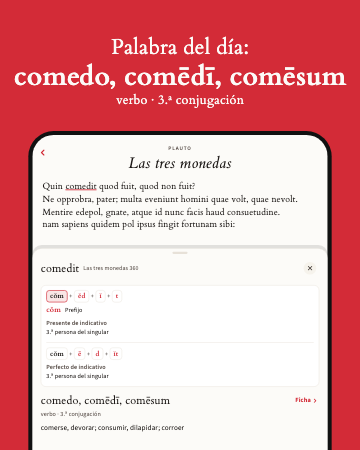 Palabra del día:
comedo, comēdī, comēsum
verbo · 3.ª conjugación
PLAUTO
Las tres monedas
Quin comedit quod fuit, quod non fuit?
Ne opprobra, pater; multa eveniunt homini quae volt, quae nevolt.
Mentire edepol, gnate, atque id nunc facis haud consuetudine.
nam sapiens quidem pol ipsus fingit fortunam sibi:
comedit Las tres monedas 360
cŏm + ĕd + ĭ + t
cŏm Prefijo
Presente de indicativo
3.ª persona del singular
cŏm + ē + d + ĭt
Perfecto de indicativo
3.ª persona del singular
comedo, comēdī, comēsum Ficha
verbo · 3.ª conjugación
comerse, devorar; consumir, dilapidar; corroer